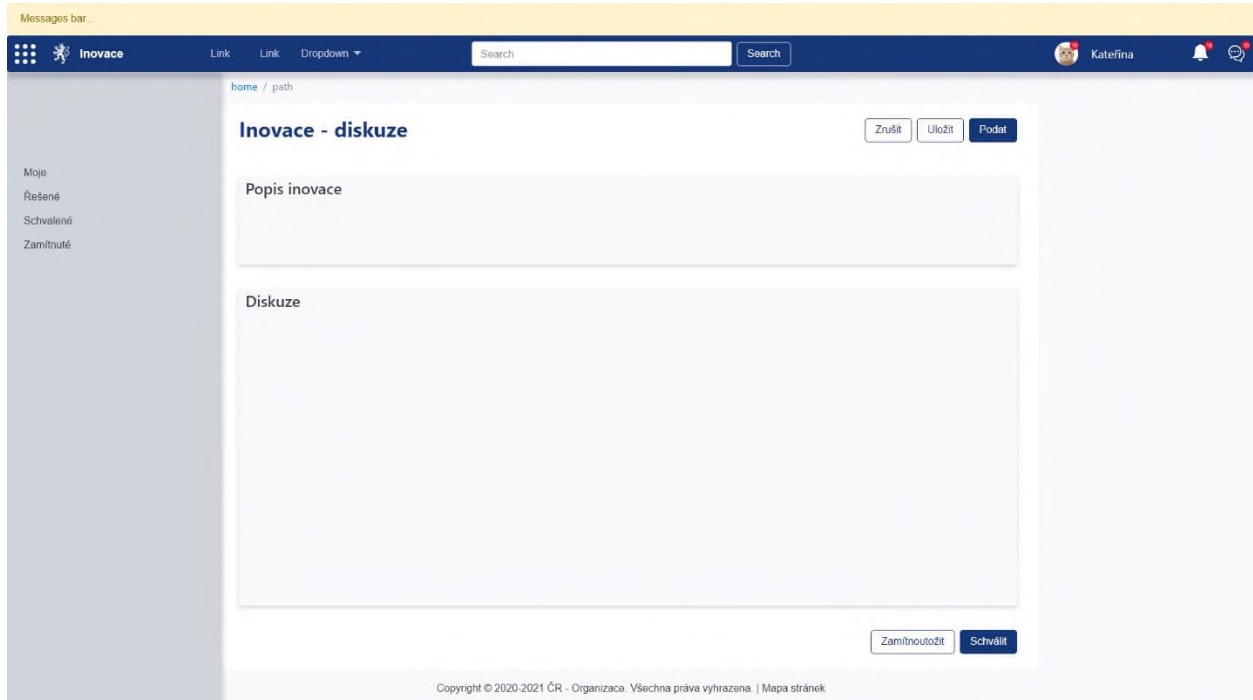 Messages bar...
Inovace Link Link Dropdown Search Search Kateřina
home / path
Inovace - diskuze Zrušit Uložit Podat
Moje
Řešené
Schvalené
Zamítnuté
Popis inovace
Diskuze
Zamítnoutožit Schválit
Copyright © 2020-2021 ČR - Organizace. Všechna práva vyhrazena. | Mapa stránek